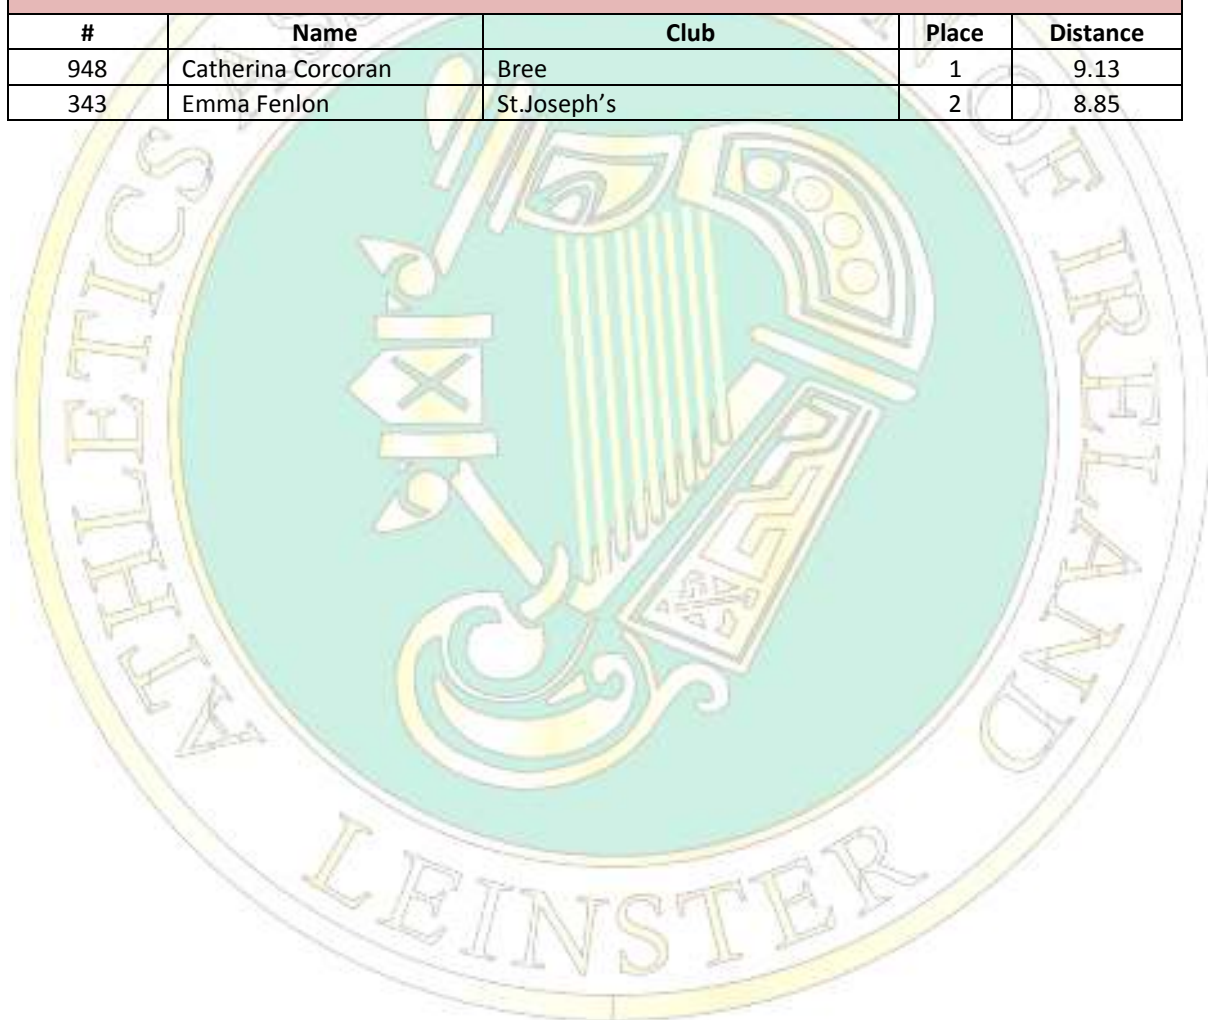 # Name Club Place Distance
948 Catherina Corcoran Bree 1 9.13
343 Emma Fenlon St.Joseph’s 2 8.85
OF IRELAND
ATHLETICS
LEINSTER